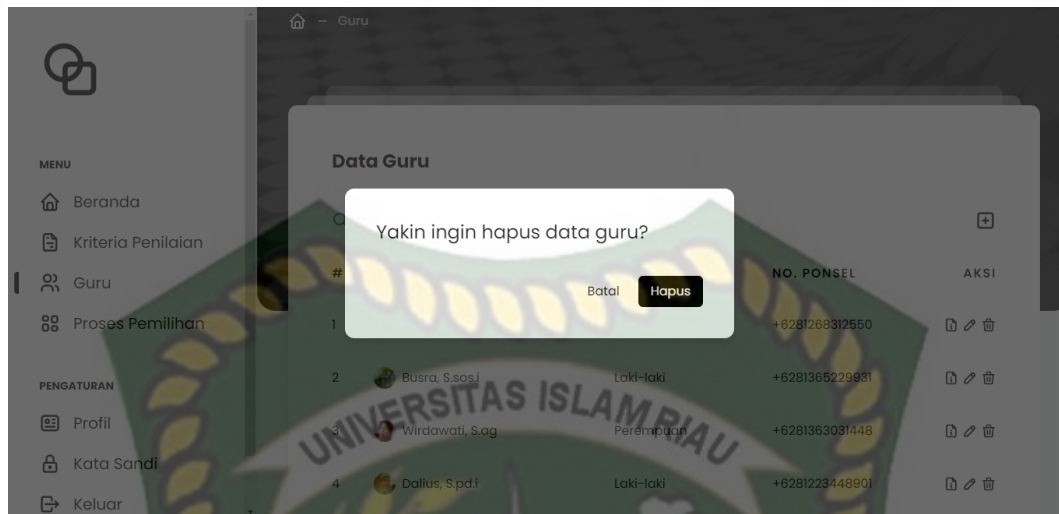 Guru
MENU
Beranda
Kriteria Penilaian
Guru
Proses Pemilihan
PENGATURAN
Profil
Kata Sandi
Keluar
Data Guru
Yakin ingin hapus data guru?
Batal Hapus
# NO. PONSEL AKSI
1 +6281268312550
2 Busra, S.sos.i Laki-laki +6281365229931
3 Wirdawati, S.ag Perempuan +6281363031448
4 Dalius, S.pd.i Laki-laki +6281223448901
UNIVERSITAS ISLAM RIAU